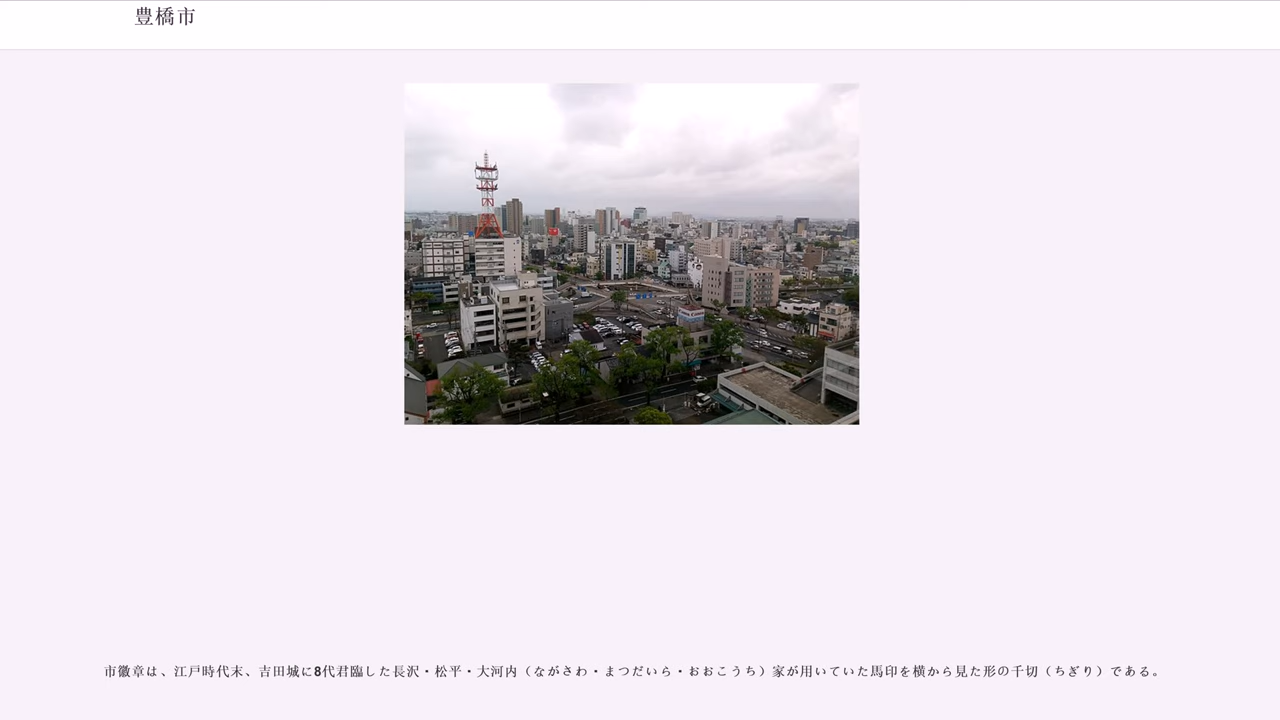 豊橋市
市徽章は、江戸時代末、吉田城に8代君臨した長沢・松平・大河内（ながさわ・まつだいら・おおこうち）家が用いていた馬印を横から見た形の千切（ちぎり）である。